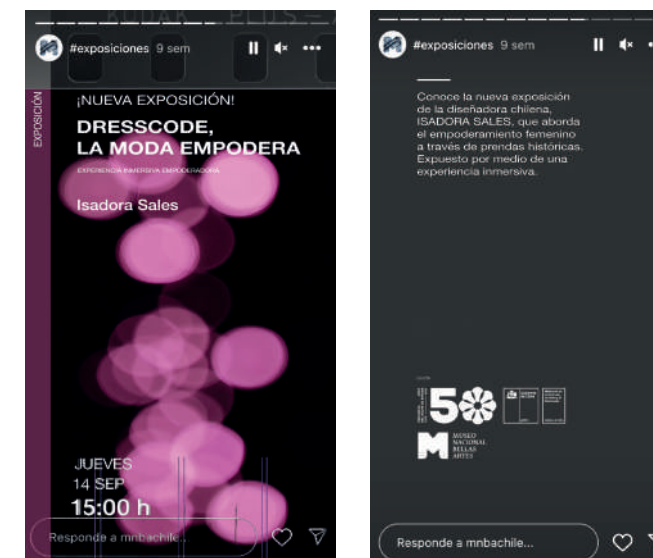 KODAK PLUS
#exposiciones 9 sem
EXPOSICIÓN
¡NUEVA EXPOSICIÓN!
DRESSCODE,
LA MODA EMPODERA
EXPERIENCIA INMERSIVA EMPODERADORA
Isadora Sales
JUEVES
14 SEP
15:00 h
Responde a mnbachile...
#exposiciones 9 sem
Conoce la nueva exposición
de la diseñadora chilena,
ISADORA SALES, que aborda
el empoderamiento femenino
a través de prendas históricas.
Expuesto por medio de una
experiencia inmersiva.
50
M MUSEO
NACIONAL
BELLAS
ARTES
Responde a mnbachile...